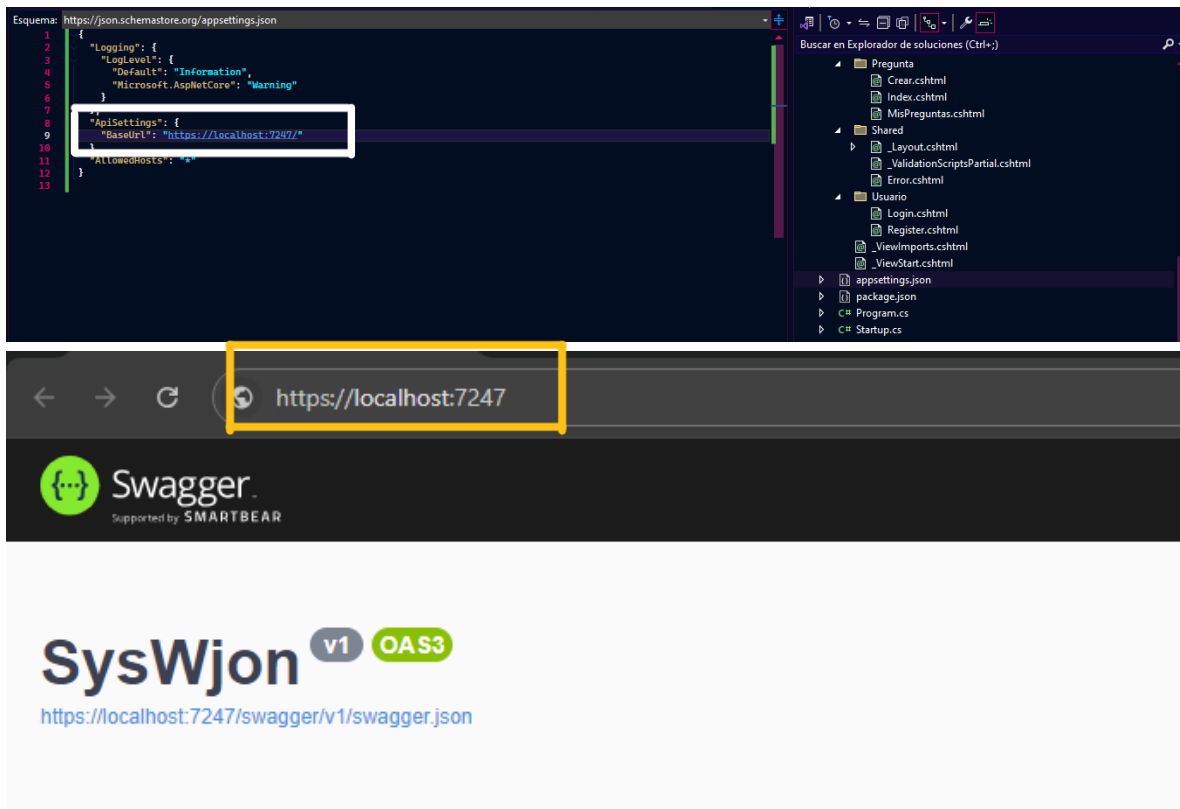 Esquema: https://json.schemastore.org/appsettings.json
1 {
2 "Logging": {
3 "LogLevel": {
4 "Default": "Information",
5 "Microsoft.AspNetCore": "Warning"
6 }
7 },
8 "ApiSettings": {
9 "BaseUrl": "https://localhost:7247/"
10 }
11 "AllowedHosts": "*"
12 }
13
Buscar en Explorador de soluciones (Ctrl+;)
Pregunta
Crear.cshtml
Index.cshtml
MisPreguntas.cshtml
Shared
_Layout.cshtml
_ValidationScriptsPartial.cshtml
Error.cshtml
Usuario
Login.cshtml
Register.cshtml
_ViewImports.cshtml
_ViewStart.cshtml
appsettings.json
package.json
C# Program.cs
C# Startup.cs
https://localhost:7247
{...} Swagger
Supported by SMARTBEAR
SysWjon v1 OAS3
https://localhost:7247/swagger/v1/swagger.json